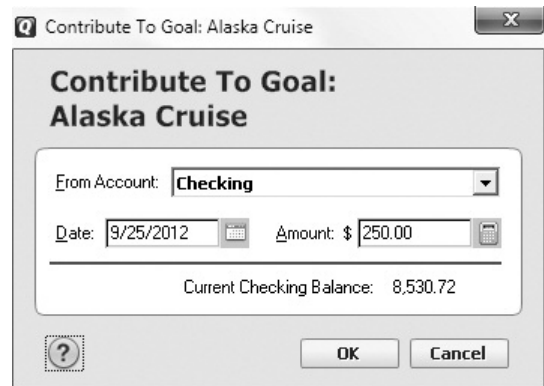 Q Contribute To Goal: Alaska Cruise X
Contribute To Goal:
Alaska Cruise
From Account: Checking
Date: 9/25/2012 Amount: $ 250.00
Current Checking Balance: 8,530.72
? OK Cancel